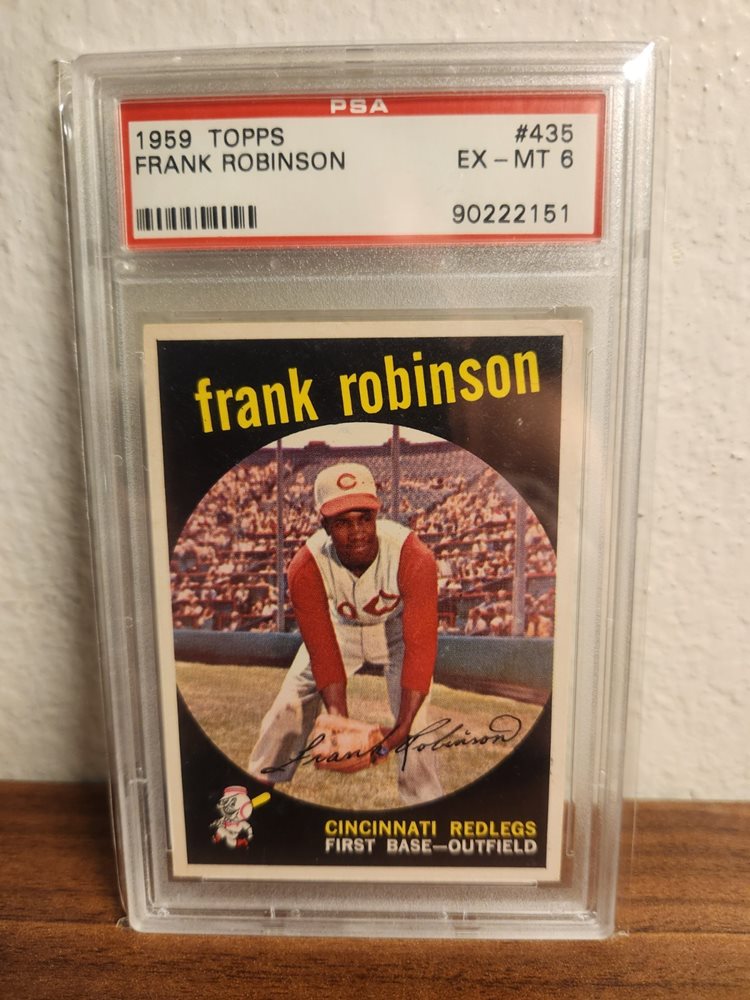 PSA
1959 TOPPS #435
FRANK ROBINSON EX-MT 6
90222151
frank robinson
C
Frank Robinson
CINCINNATI REDLEGS
FIRST BASE—OUTFIELD